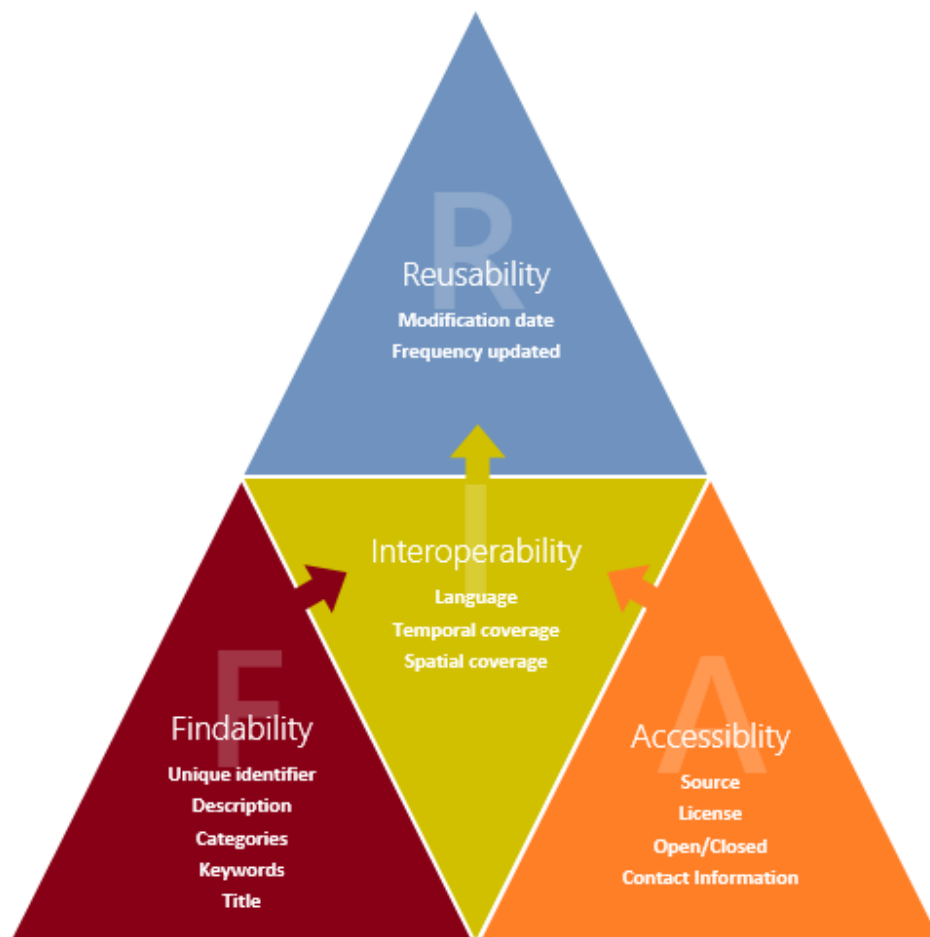 R
Reusability
Modification date
Frequency updated
I
Interoperability
Language
Temporal coverage
Spatial coverage
F
Findability
Unique identifier
Description
Categories
Keywords
Title
A
Accessiblity
Source
License
Open/Closed
Contact Information